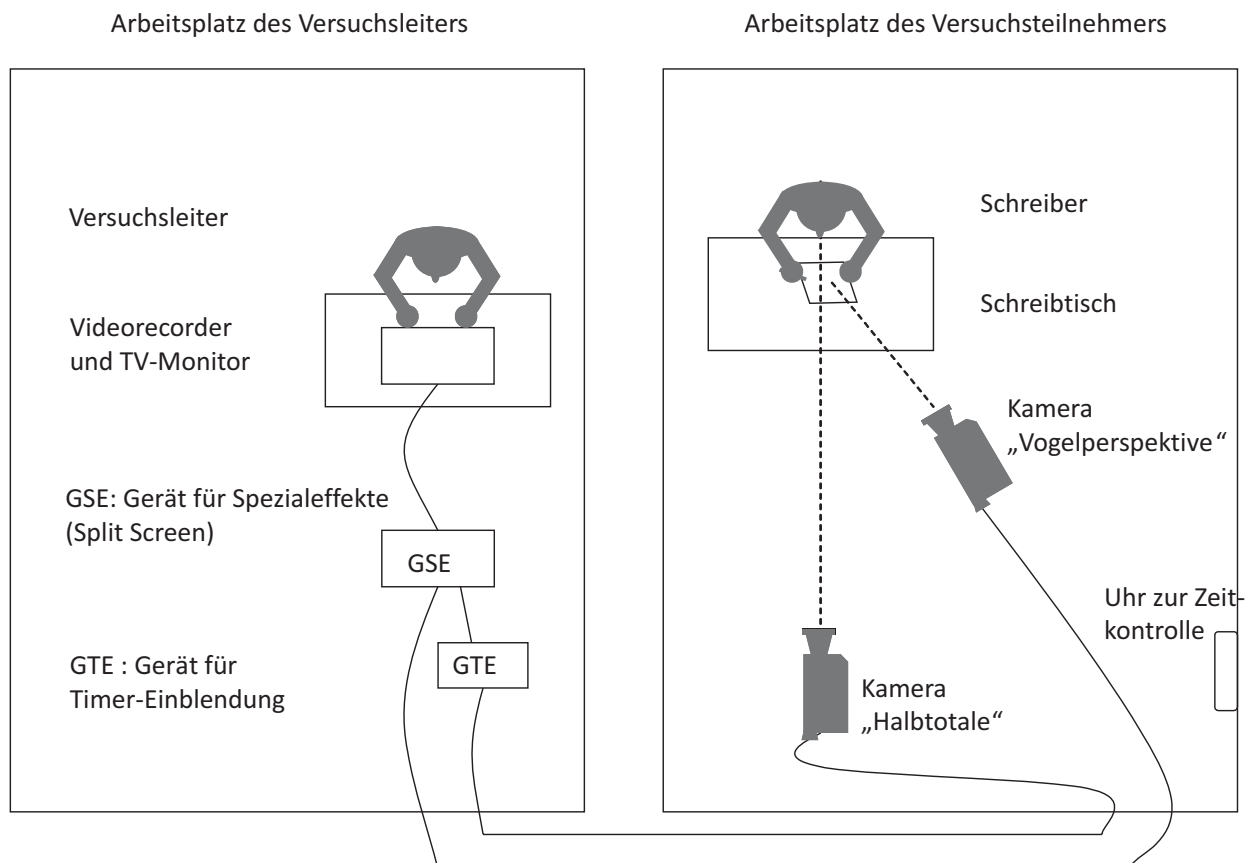 Arbeitsplatz des Versuchsleiters
Arbeitsplatz des Versuchsteilnehmers
Versuchsleiter
Videorecorder
und TV-Monitor
GSE: Gerät für Spezialeffekte
(Split Screen)
GSE
GTE : Gerät für
Timer-Einblendung
GTE
Schreiber
Schreibtisch
Kamera
„Vogelperspektive“
Uhr zur Zeit-
kontrolle
Kamera
„Halbtotale“